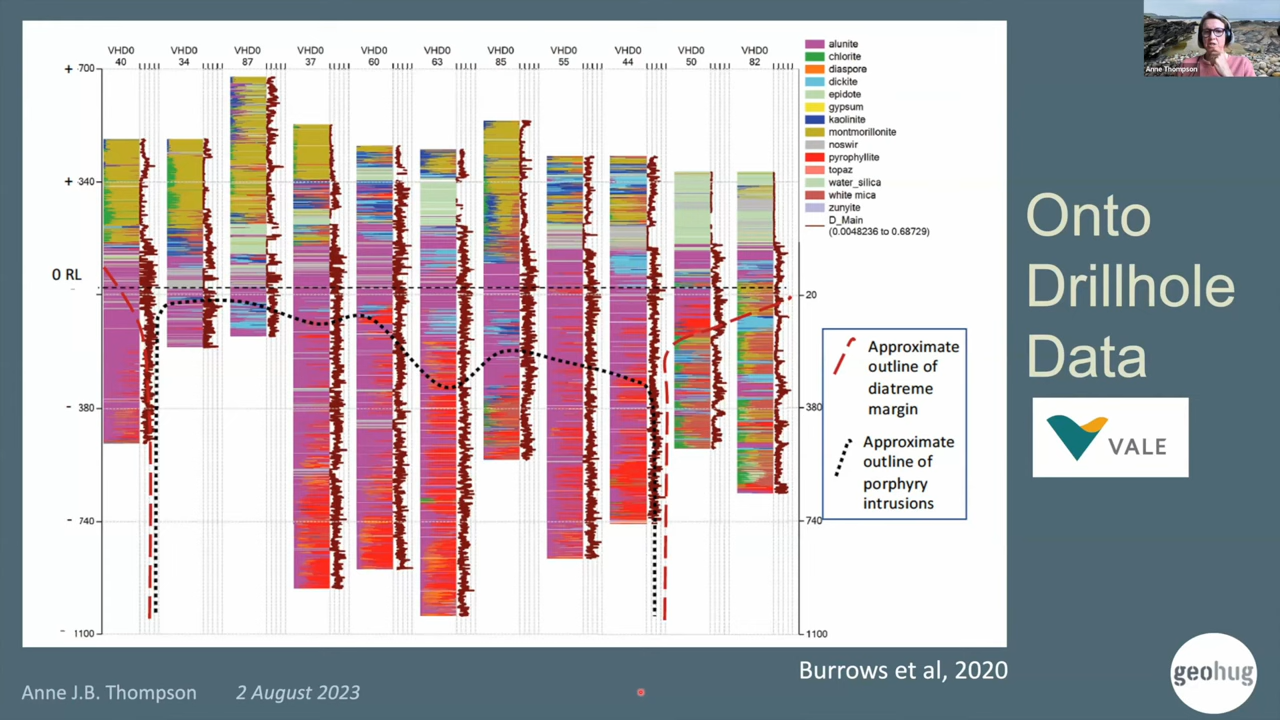 VHD0 VHD0 VHD0 VHD0 VHD0 VHD0 VHD0 VHD0 VHD0 VHD0 VHD0
40 34 87 37 60 63 85 55 44 50 82
+ 700
+ 340
0 RL
-
- 380
- 740
- 1100
20
380
740
1100
alunite
chlorite
diaspore
dickite
epidote
gypsum
kaolinite
montmorillonite
noswir
pyrophyllite
topaz
water_silica
white mica
zunyite
D_Main
(0.0048236 to 0.68729)
Approximate
outline of
diatreme
margin
Approximate
outline of
porphyry
intrusions
Anne Thompson
Onto
Drillhole
Data
VALE
Burrows et al, 2020
Anne J.B. Thompson 2 August 2023
geohug